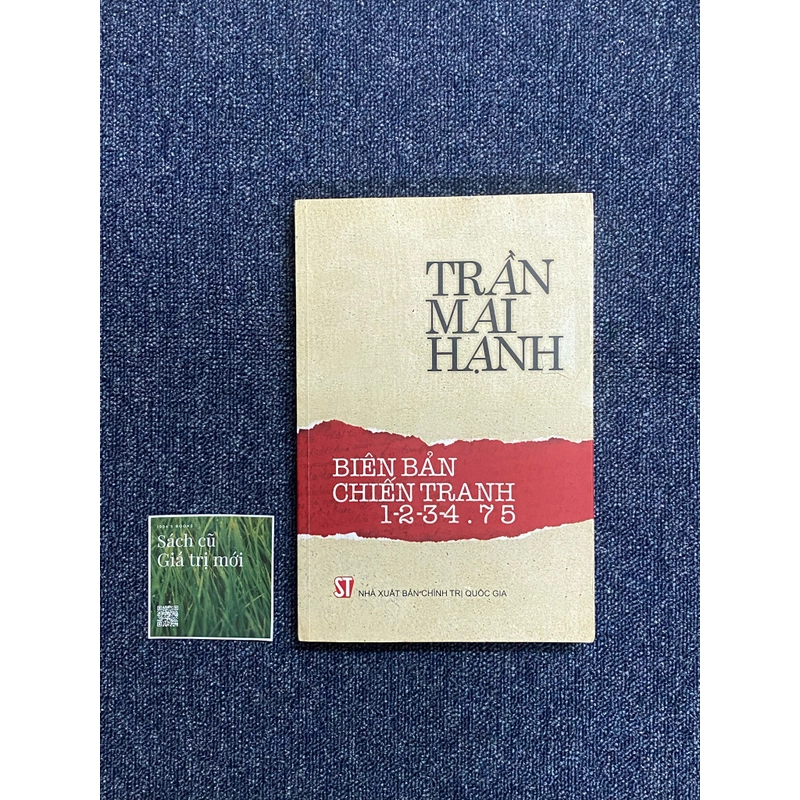 TRẦN
MAI
HẠNH
BIÊN BẢN
CHIẾN TRANH
1-2-3-4 . 75
ST NHÀ XUẤT BẢN CHÍNH TRỊ QUỐC GIA
Sách cũ
Giá trị mới